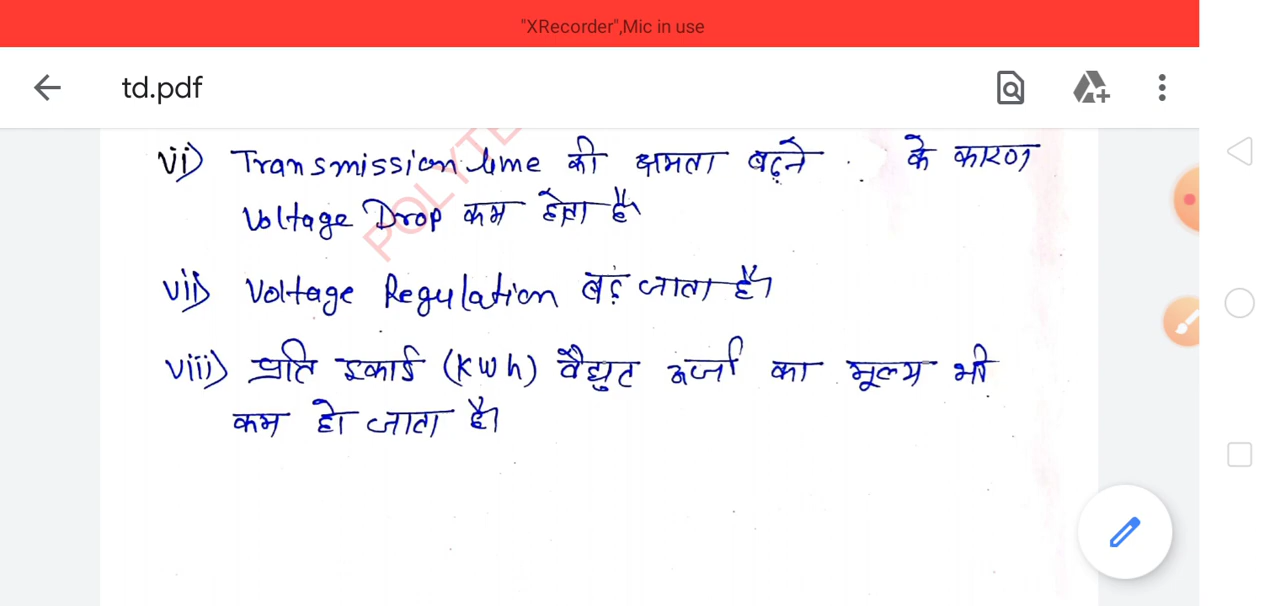 "XRecorder",Mic in use
td.pdf
POLYTE
vi) Transmission line की क्षमता बढ़ने के कारण
Voltage Drop कम होता है।
vii) Voltage Regulation बढ़ जाता है।
viii) प्रति इकाई (Kwh) वैद्युत ऊर्जा का मूल्य भी
कम हो जाता है।